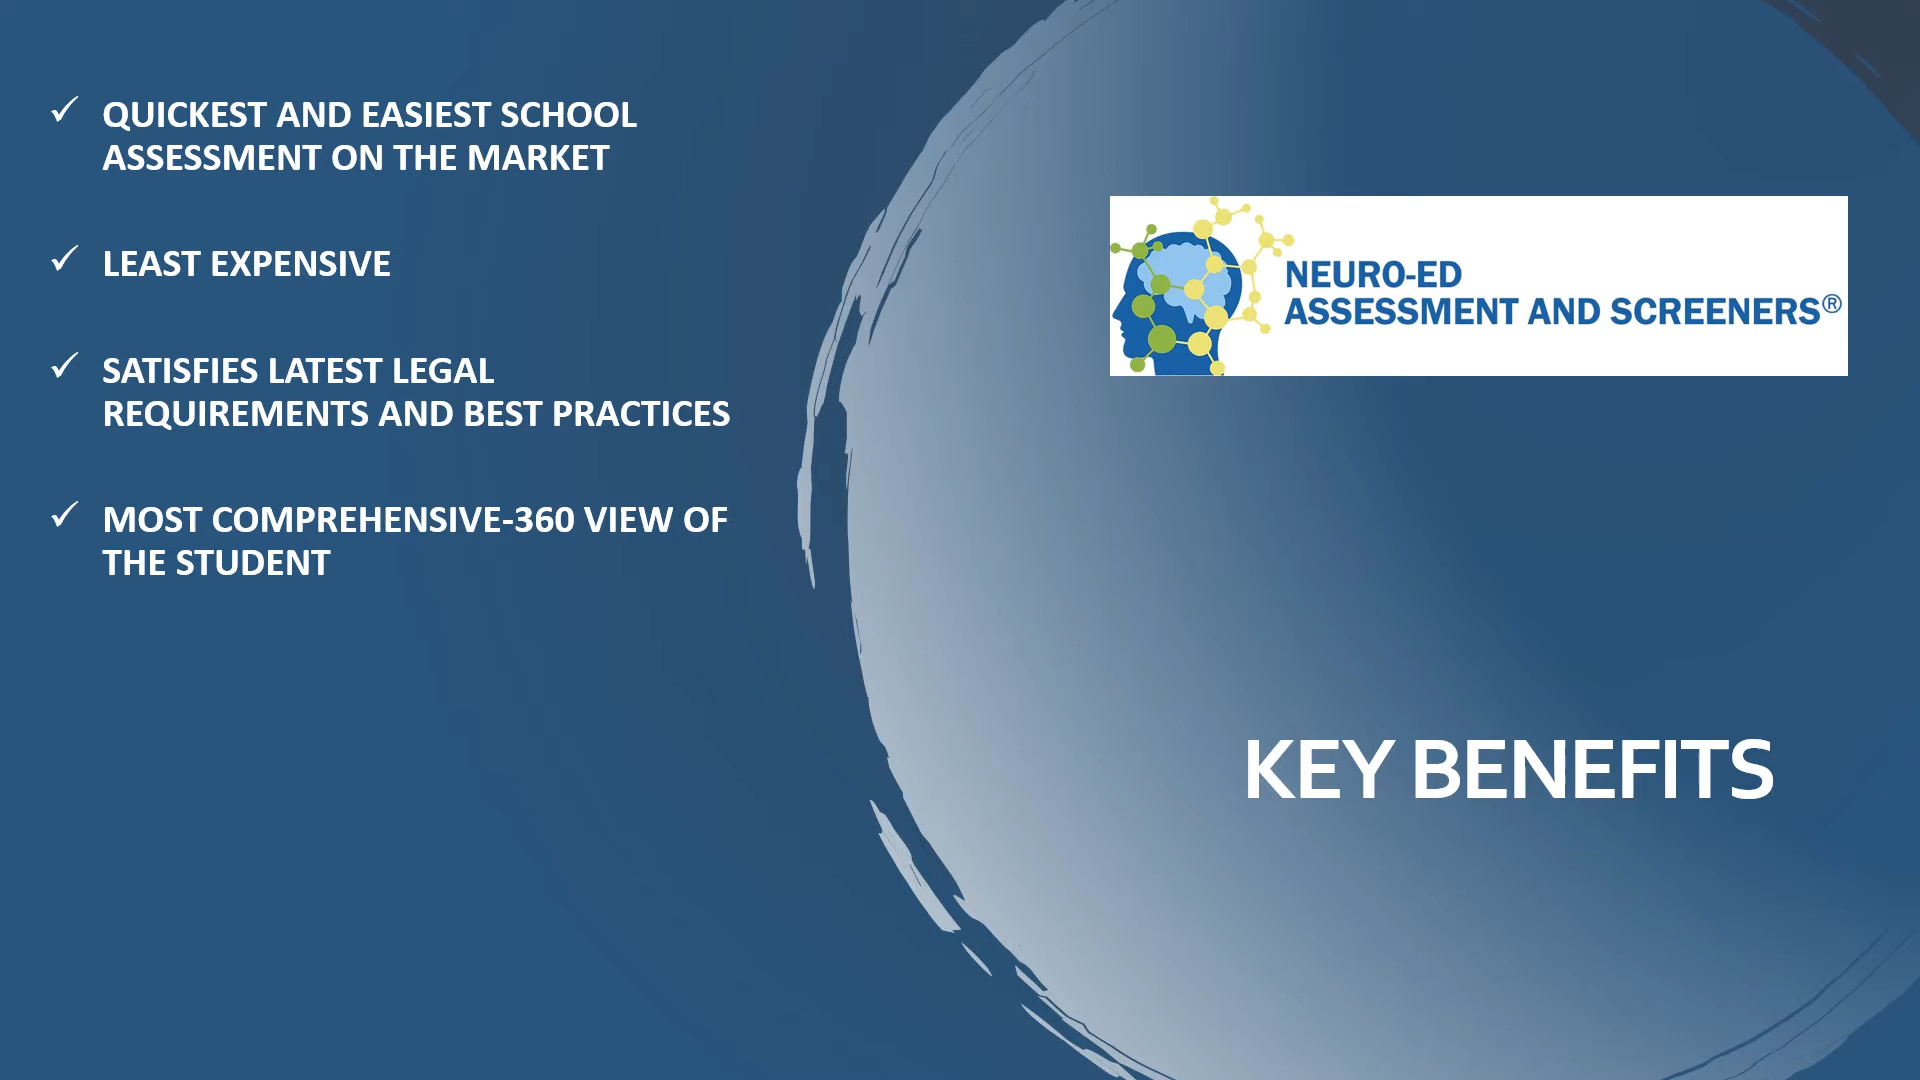 ✓ QUICKEST AND EASIEST SCHOOL
ASSESSMENT ON THE MARKET
✓ LEAST EXPENSIVE
✓ SATISFIES LATEST LEGAL
REQUIREMENTS AND BEST PRACTICES
✓ MOST COMPREHENSIVE-360 VIEW OF
THE STUDENT
NEURO-ED
ASSESSMENT AND SCREENERS®
KEY BENEFITS